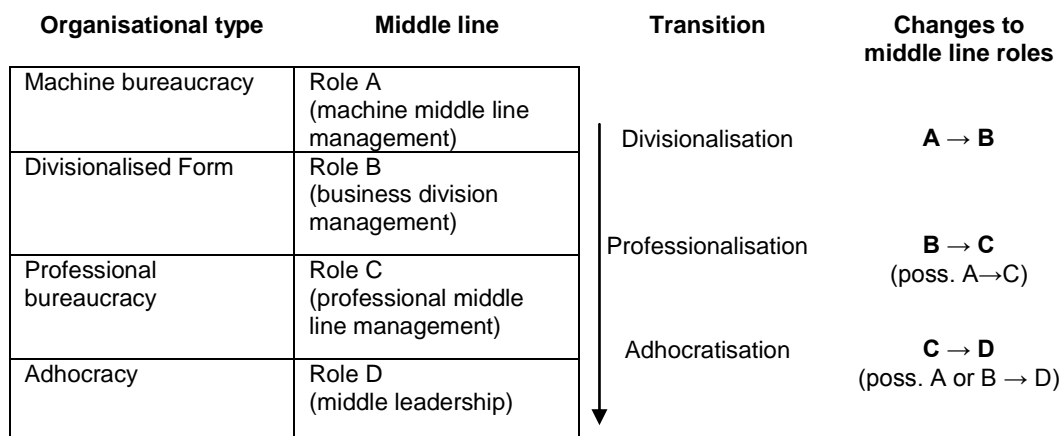 Organisational type Middle line Transition Changes to
middle line roles
Machine bureaucracy Role A
(machine middle line
management)
Divisionalisation A → B
Divisionalised Form Role B
(business division
management)
Professionalisation B → C
(poss. A→C)
Professional
bureaucracy
Role C
(professional middle
line management)
Adhocratisation C → D
(poss. A or B → D)
Adhocracy Role D
(middle leadership)